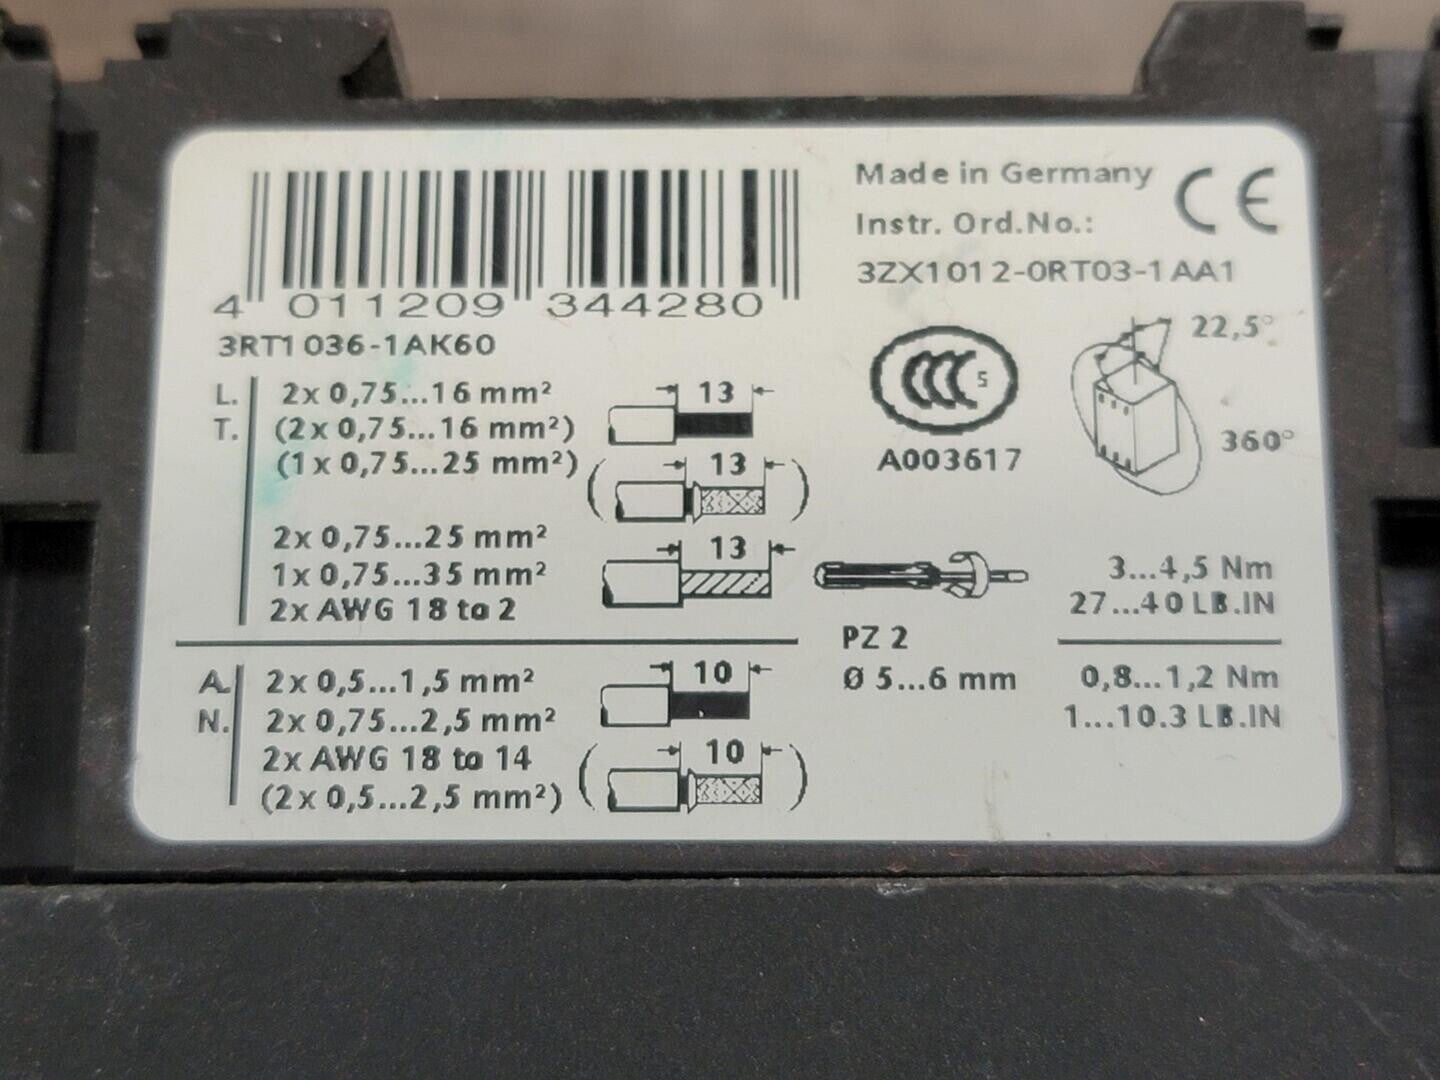 4 011209 344280
3RT1036-1AK60
Made in Germany CE
Instr. Ord.No.:
3ZX1012-0RT03-1AA1
22,5°
360°
CCC S
A003617
L. 2x 0,75...16 mm² 13
T. (2x 0,75...16 mm²)
(1x 0,75...25 mm²) ( 13 )
2x 0,75...25 mm² 13
1x 0,75...35 mm²
2x AWG 18 to 2
PZ 2
Ø 5...6 mm
3...4,5 Nm
27...40 LB.IN
A. 2x 0,5...1,5 mm² 10
N. 2x 0,75...2,5 mm²
2x AWG 18 to 14
(2x 0,5...2,5 mm²) ( 10 )
0,8...1,2 Nm
1...10.3 LB.IN